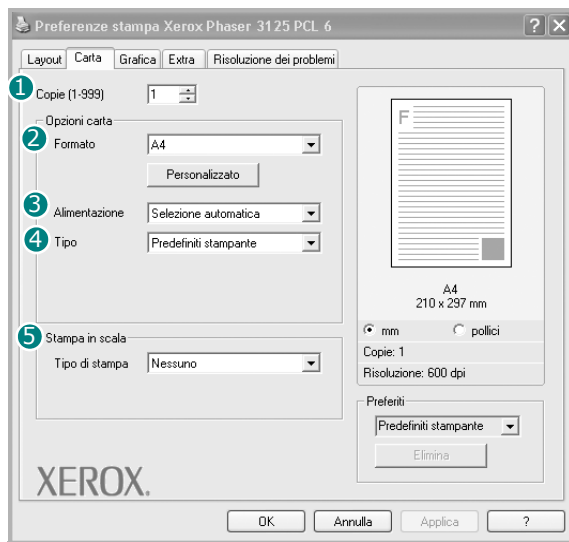 Preferenze stampa Xerox Phaser 3125 PCL 6
Layout Carta Grafica Extra Risoluzione dei problemi
1 Copie (1-999) 1
Opzioni carta
2 Formato A4
Personalizzato
3 Alimentazione Selezione automatica
4 Tipo Predefiniti stampante
5 Stampa in scala
Tipo di stampa Nessuno
F
A4
210 x 297 mm
mm pollici
Copie: 1
Risoluzione: 600 dpi
Preferiti
Predefiniti stampante
Elimina
XEROX.
OK Annulla Applica ?